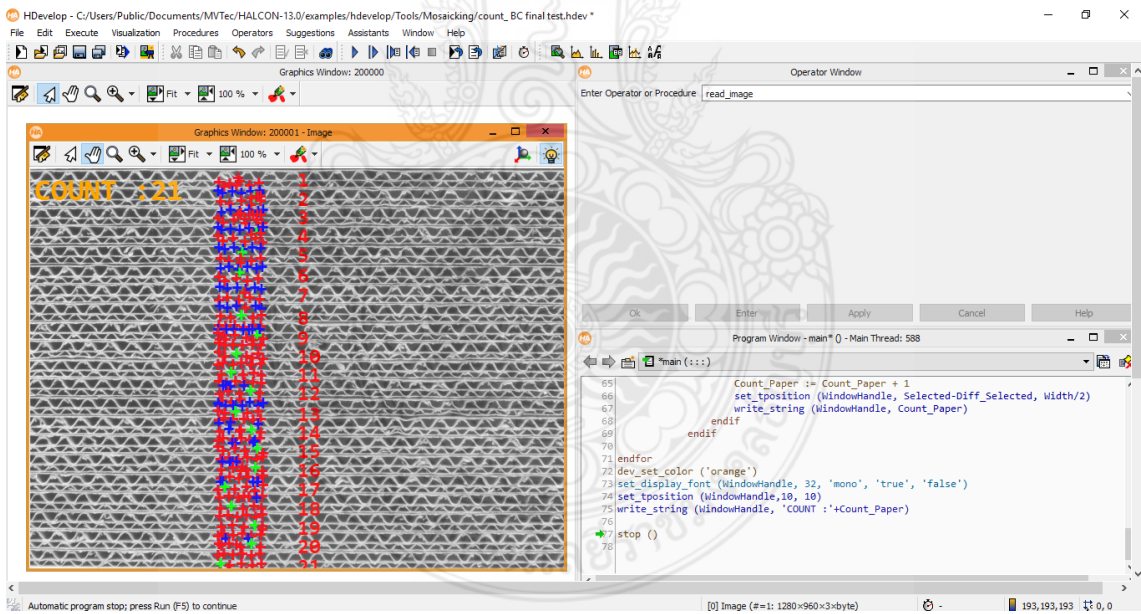 HDevelop - C:/Users/Public/Documents/MVTec/HALCON-13.0/examples/hdevelop/Tools/Mosaicking/count_ BC final test.hdev *
File Edit Execute Visualization Procedures Operators Suggestions Assistants Window Help
Graphics Window: 200000
Fit 100 %
Graphics Window: 200001 - Image
Fit 100 %
COUNT :21
1
2
3
4
5
6
7
8
9
10
11
12
13
14
15
16
17
18
19
20
21
Operator Window
Enter Operator or Procedure read_image
Ok Enter Apply Cancel Help
Program Window - main* () - Main Thread: 588
*main (:::)
65 Count_Paper := Count_Paper + 1
66 set_tposition (WindowHandle, Selected-Diff_Selected, Width/2)
67 write_string (WindowHandle, Count_Paper)
68 endif
69 endif
70
71 endfor
72 dev_set_color ('orange')
73 set_display_font (WindowHandle, 32, 'mono', 'true', 'false')
74 set_tposition (WindowHandle,10, 10)
75 write_string (WindowHandle, 'COUNT :'+Count_Paper)
76
77 stop ()
78
Automatic program stop; press Run (F5) to continue
[0] Image (#=1: 1280×960×3×byte)
-
193,193,193
0, 0